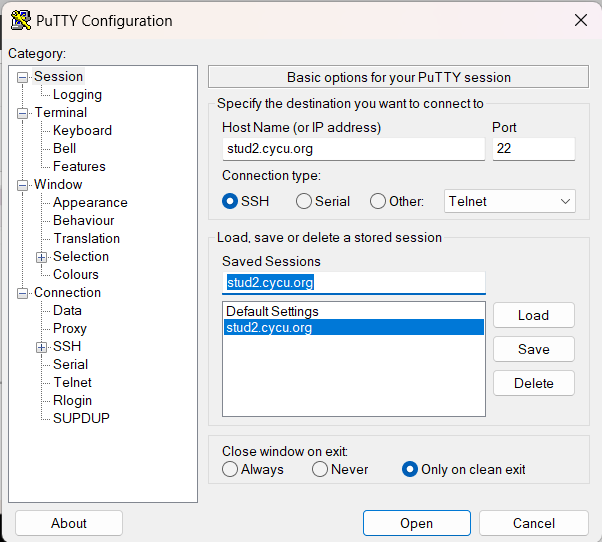 PuTTY Configuration
Category:
Session
Logging
Terminal
Keyboard
Bell
Features
Window
Appearance
Behaviour
Translation
Selection
Colours
Connection
Data
Proxy
SSH
Serial
Telnet
Rlogin
SUPDUP
Basic options for your PuTTY session
Specify the destination you want to connect to
Host Name (or IP address) Port
stud2.cycu.org 22
Connection type:
SSH Serial Other: Telnet
Load, save or delete a stored session
Saved Sessions
stud2.cycu.org
Default Settings
stud2.cycu.org
Load
Save
Delete
Close window on exit:
Always Never Only on clean exit
About Open Cancel